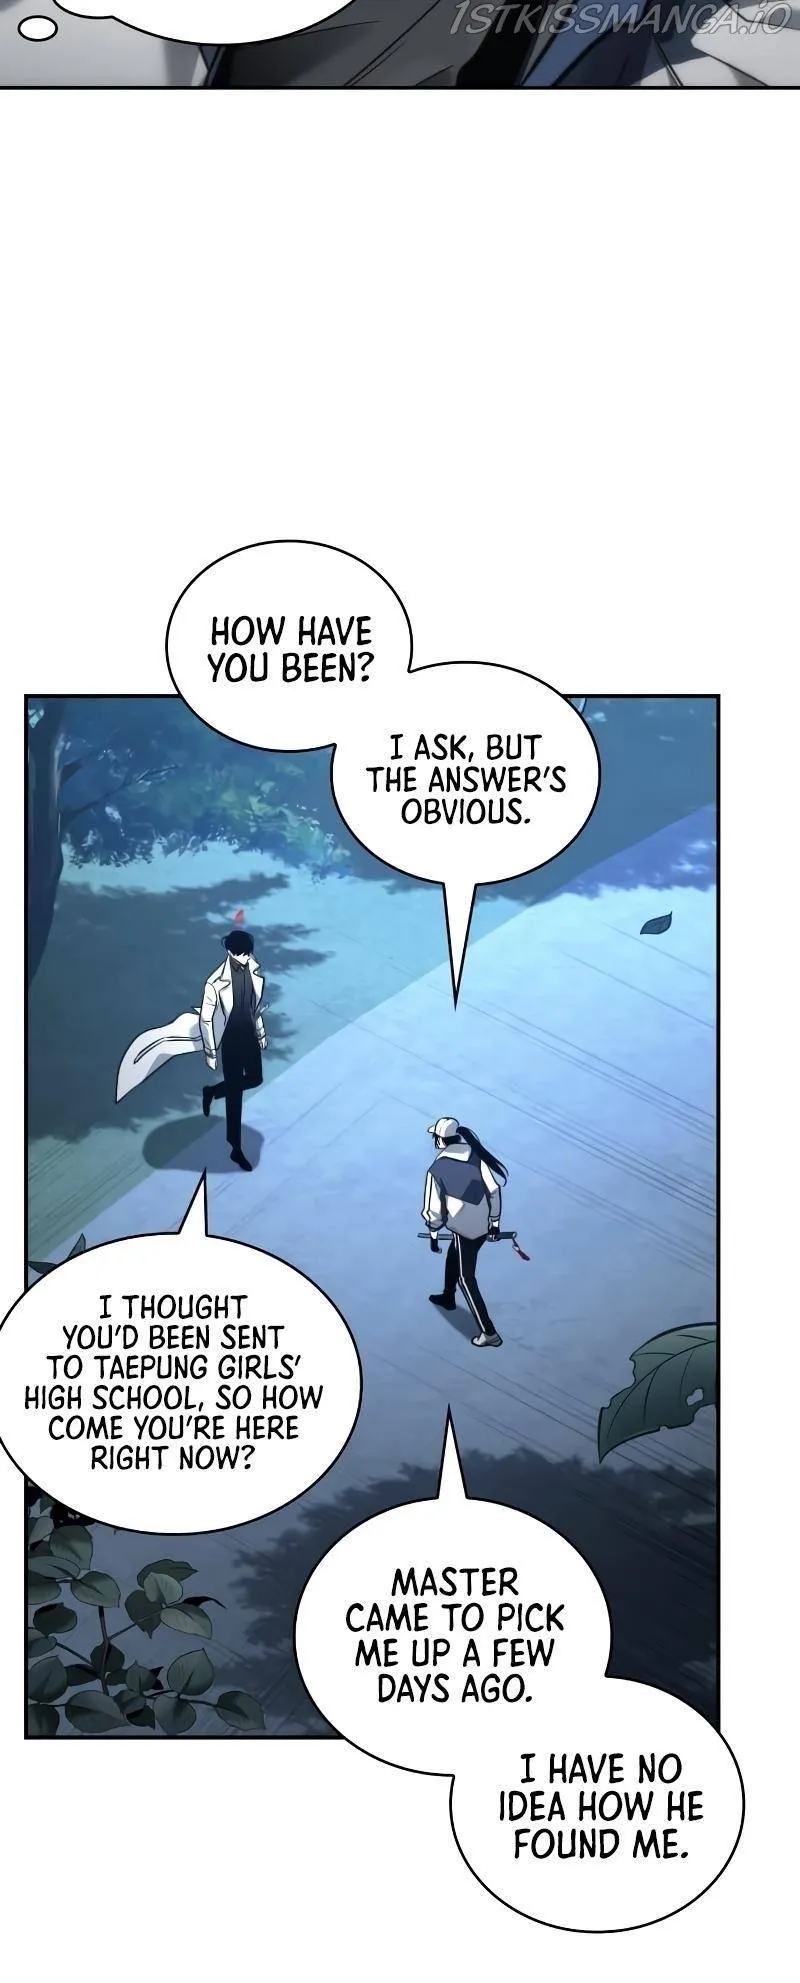 1STKISSMANGA.iO
HOW HAVE
YOU BEEN?
I ASK, BUT
THE ANSWER'S
OBVIOUS.
I THOUGHT
YOU'D BEEN SENT
TO TAEPUNG GIRLS'
HIGH SCHOOL, SO HOW
COME YOU'RE HERE
RIGHT NOW?
MASTER
CAME TO PICK
ME UP A FEW
DAYS AGO.
I HAVE NO
IDEA HOW HE
FOUND ME.